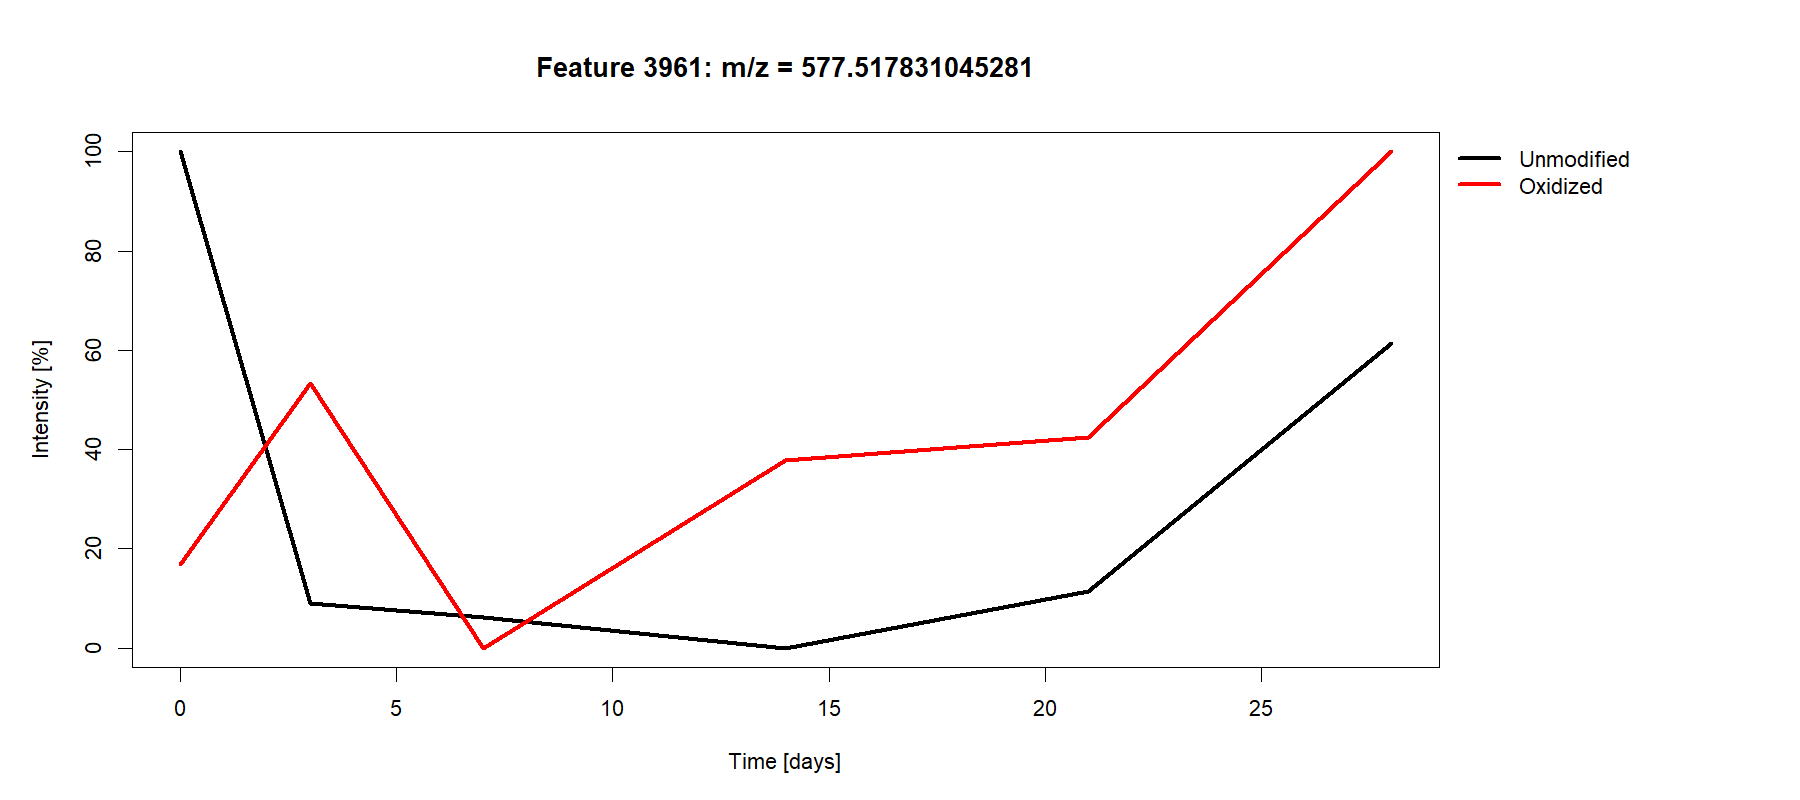 Feature 3961: m/z = 577.517831045281
Unmodified
Oxidized
Intensity [%]
100
80
60
40
20
0
0 5 10 15 20 25
Time [days]